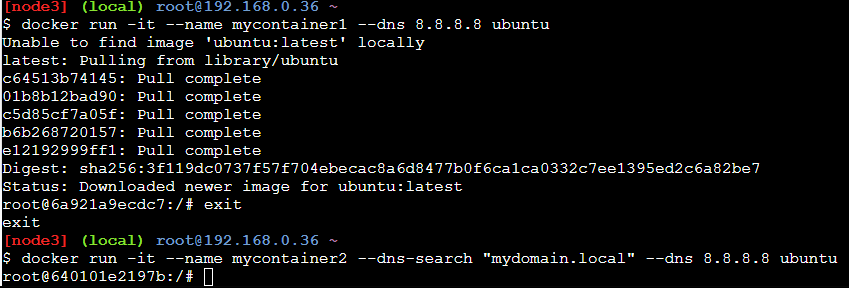 [node3] (local) root@192.168.0.36 ~
$ docker run -it --name mycontainer1 --dns 8.8.8.8 ubuntu
Unable to find image 'ubuntu:latest' locally
latest: Pulling from library/ubuntu
c64513b74145: Pull complete
01b8b12bad90: Pull complete
c5d85cf7a05f: Pull complete
b6b268720157: Pull complete
e12192999ff1: Pull complete
Digest: sha256:3f119dc0737f57f704ebecac8a6d8477b0f6ca1ca0332c7ee1395ed2c6a82be7
Status: Downloaded newer image for ubuntu:latest
root@6a921a9ecdc7:/# exit
exit
[node3] (local) root@192.168.0.36 ~
$ docker run -it --name mycontainer2 --dns-search "mydomain.local" --dns 8.8.8.8 ubuntu
root@640101e2197b:/#